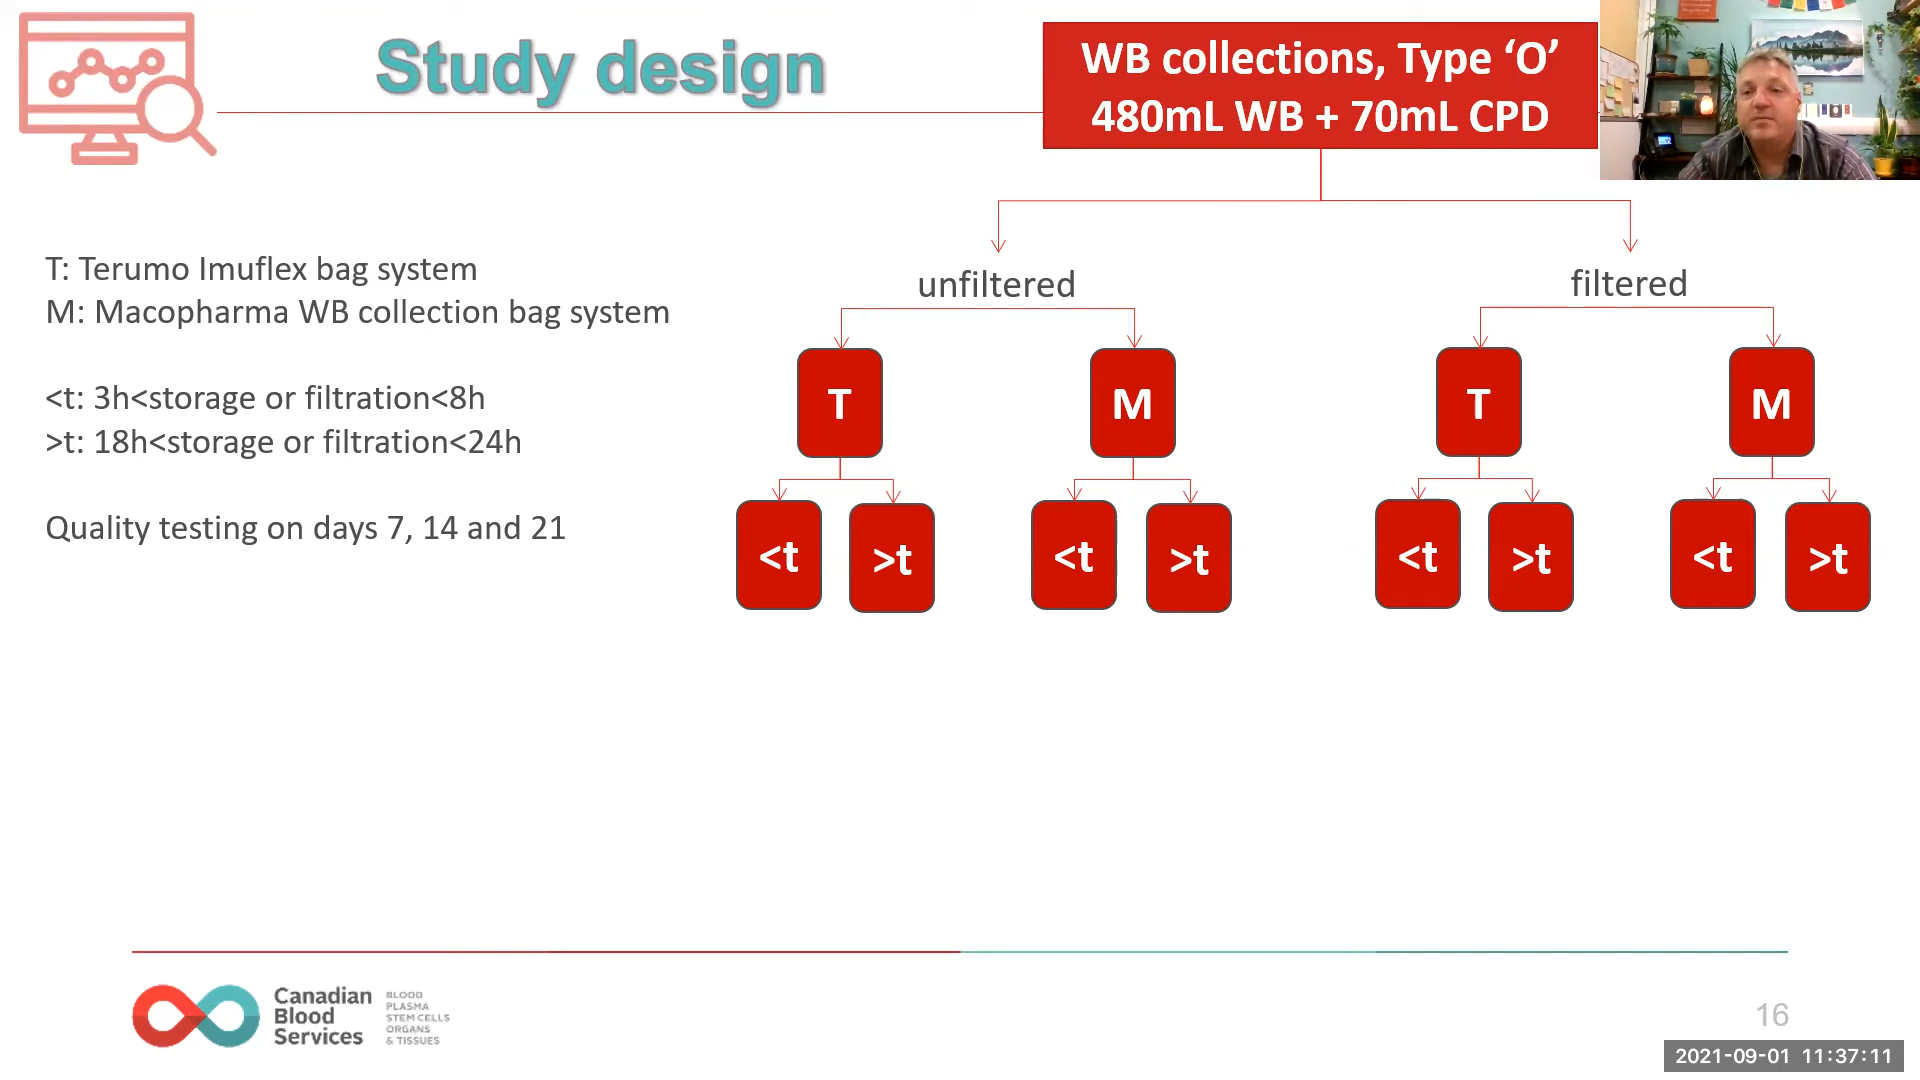 Study design
WB collections, Type ‘O’
480mL WB + 70mL CPD
T: Terumo Imuflex bag system
M: Macopharma WB collection bag system
<t: 3h<storage or filtration<8h
>t: 18h<storage or filtration<24h
Quality testing on days 7, 14 and 21
unfiltered
filtered
T
M
T
M
<t
>t
<t
>t
<t
>t
<t
>t
Canadian
Blood
Services
BLOOD
PLASMA
STEM CELLS
ORGANS
& TISSUES
16
2021-09-01 11:37:11